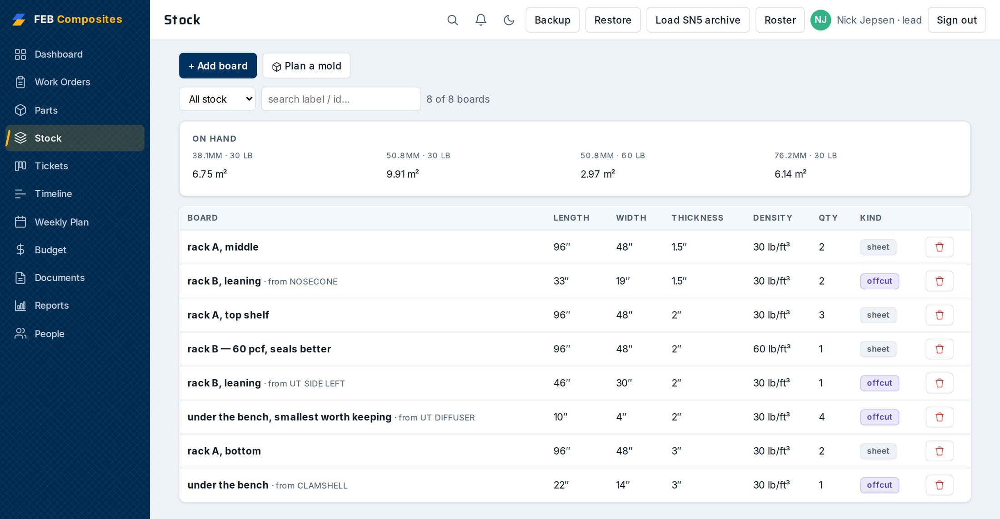 FEB Composites
Stock
Backup
Restore
Load SN5 archive
Roster
NJ
Nick Jepsen · lead
Sign out
Dashboard
Work Orders
Parts
Stock
Tickets
Timeline
Weekly Plan
Budget
Documents
Reports
People
+ Add board
Plan a mold
All stock
search label / id...
8 of 8 boards
ON HAND
38.1MM · 30 LB
50.8MM · 30 LB
50.8MM · 60 LB
76.2MM · 30 LB
6.75 m²
9.91 m²
2.97 m²
6.14 m²
BOARD LENGTH WIDTH THICKNESS DENSITY QTY KIND
rack A, middle 96″ 48″ 1.5″ 30 lb/ft³ 2 sheet
rack B, leaning · from NOSECONE 33″ 19″ 1.5″ 30 lb/ft³ 2 offcut
rack A, top shelf 96″ 48″ 2″ 30 lb/ft³ 3 sheet
rack B — 60 pcf, seals better 96″ 48″ 2″ 60 lb/ft³ 1 sheet
rack B, leaning · from UT SIDE LEFT 46″ 30″ 2″ 30 lb/ft³ 1 offcut
under the bench, smallest worth keeping · from UT DIFFUSER 10″ 4″ 2″ 30 lb/ft³ 4 offcut
rack A, bottom 96″ 48″ 3″ 30 lb/ft³ 2 sheet
under the bench · from CLAMSHELL 22″ 14″ 3″ 30 lb/ft³ 1 offcut